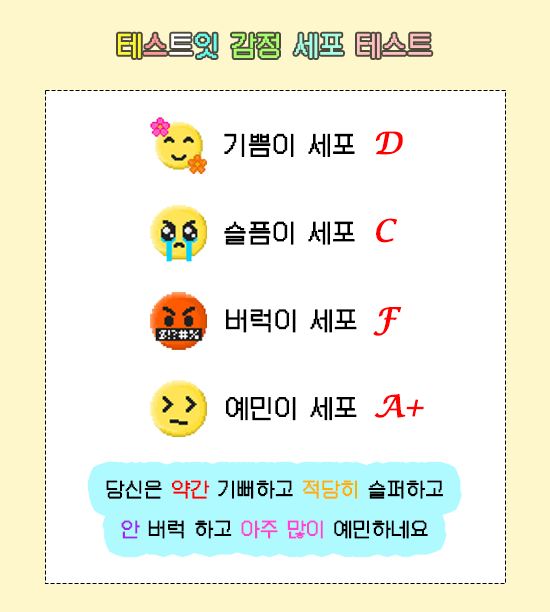 테스트잇 감정 세포 테스트
기쁨이 세포 D
슬픔이 세포 C
버럭이 세포 F
$!?#%
예민이 세포 A+
당신은 약간 기뻐하고 적당히 슬퍼하고
안 버럭 하고 아주 많이 예민하네요